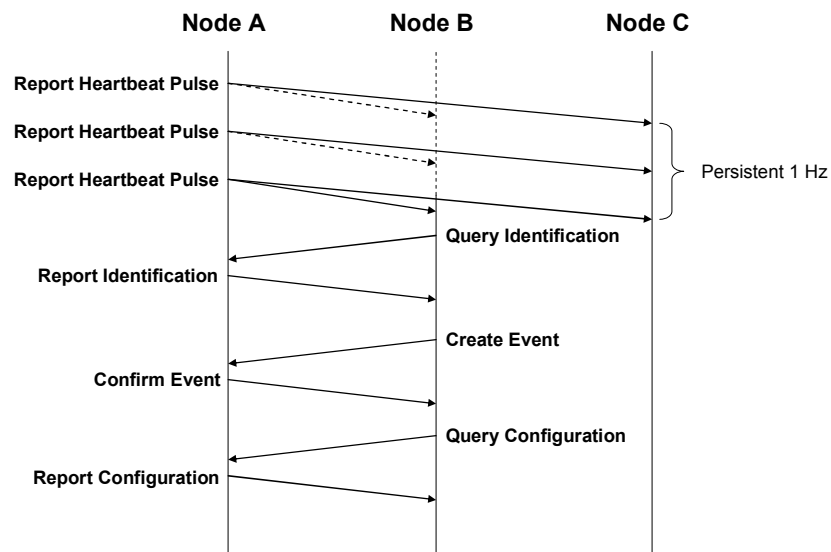 Node A
Node B
Node C
Report Heartbeat Pulse
Report Heartbeat Pulse
Persistent 1 Hz
Report Heartbeat Pulse
Query Identification
Report Identification
Create Event
Confirm Event
Query Configuration
Report Configuration